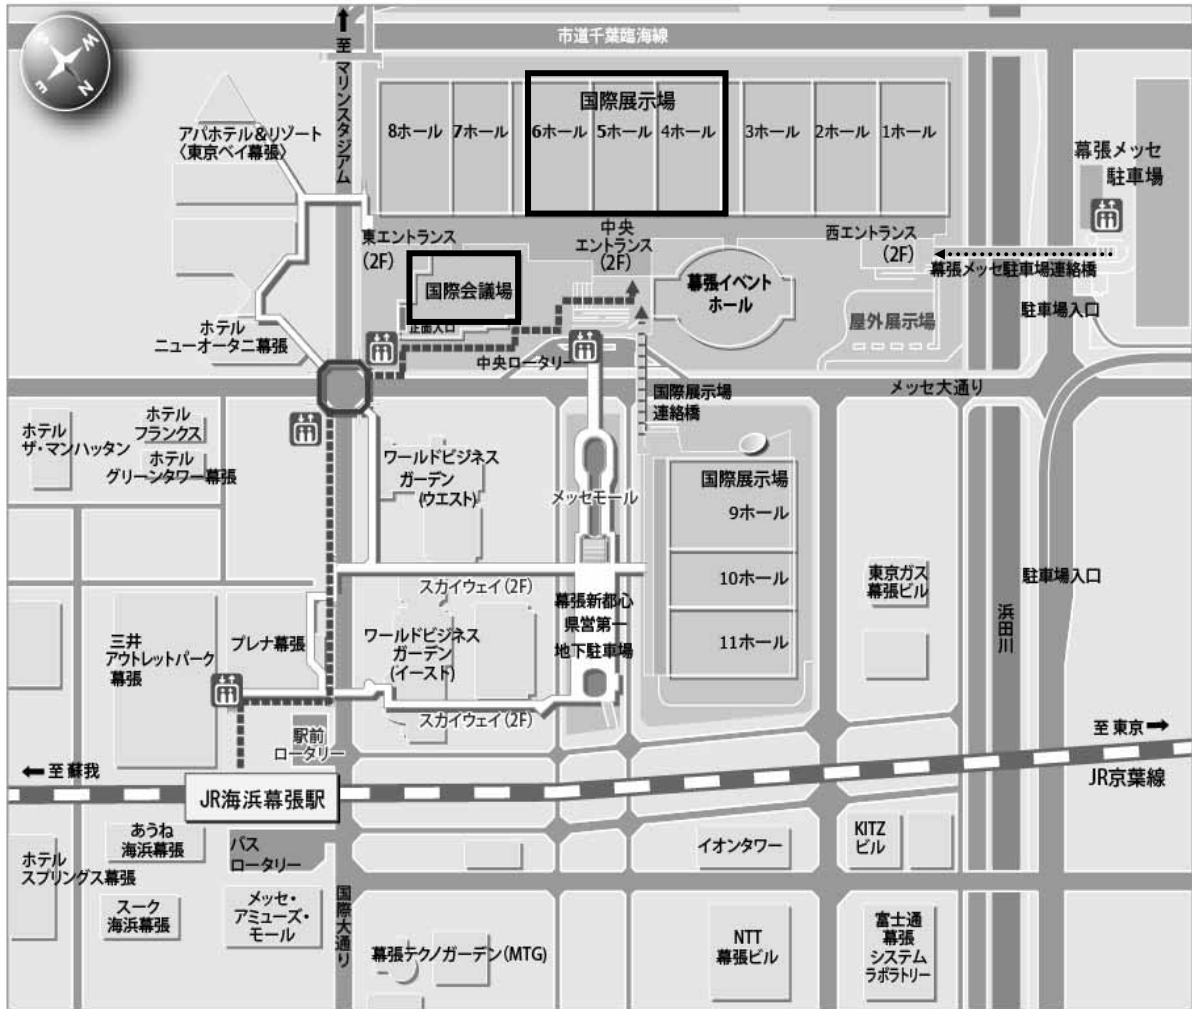 市道千葉臨海線
至 マリンスタジアム
W
S
N
E
国際展示場
8ホール
7ホール
6ホール
5ホール
4ホール
3ホール
2ホール
1ホール
アパホテル&リゾート
〈東京ベイ幕張〉
幕張メッセ
駐車場
東エントランス
(2F)
中央
エントランス
(2F)
西エントランス
(2F)
幕張メッセ駐車場連絡橋
国際会議場
正面入口
幕張イベント
ホール
屋外展示場
駐車場入口
ホテル
ニューオータニ幕張
中央ロータリー
メッセ大通り
国際展示場
連絡橋
ホテル
ザ・マンハッタン
ホテル
フランクス
ホテル
グリーンタワー幕張
ワールドビジネス
ガーデン
(ウエスト)
メッセモール
国際展示場
9ホール
10ホール
11ホール
東京ガス
幕張ビル
駐車場入口
浜田川
スカイウェイ(2F)
幕張新都心
県営第一
地下駐車場
三井
アウトレットパーク
幕張
プレナ幕張
ワールドビジネス
ガーデン
(イースト)
スカイウェイ(2F)
駅前
ロータリー
至 東京
至 蘇我
JR京葉線
JR海浜幕張駅
あうね
海浜幕張
バス
ロータリー
イオンタワー
KITZ
ビル
ホテル
スプリングス幕張
スーク
海浜幕張
メッセ・
アミューズ・
モール
国際大通り
幕張テクノガーデン(MTG)
NTT
幕張ビル
富士通
幕張
システム
ラボラトリー